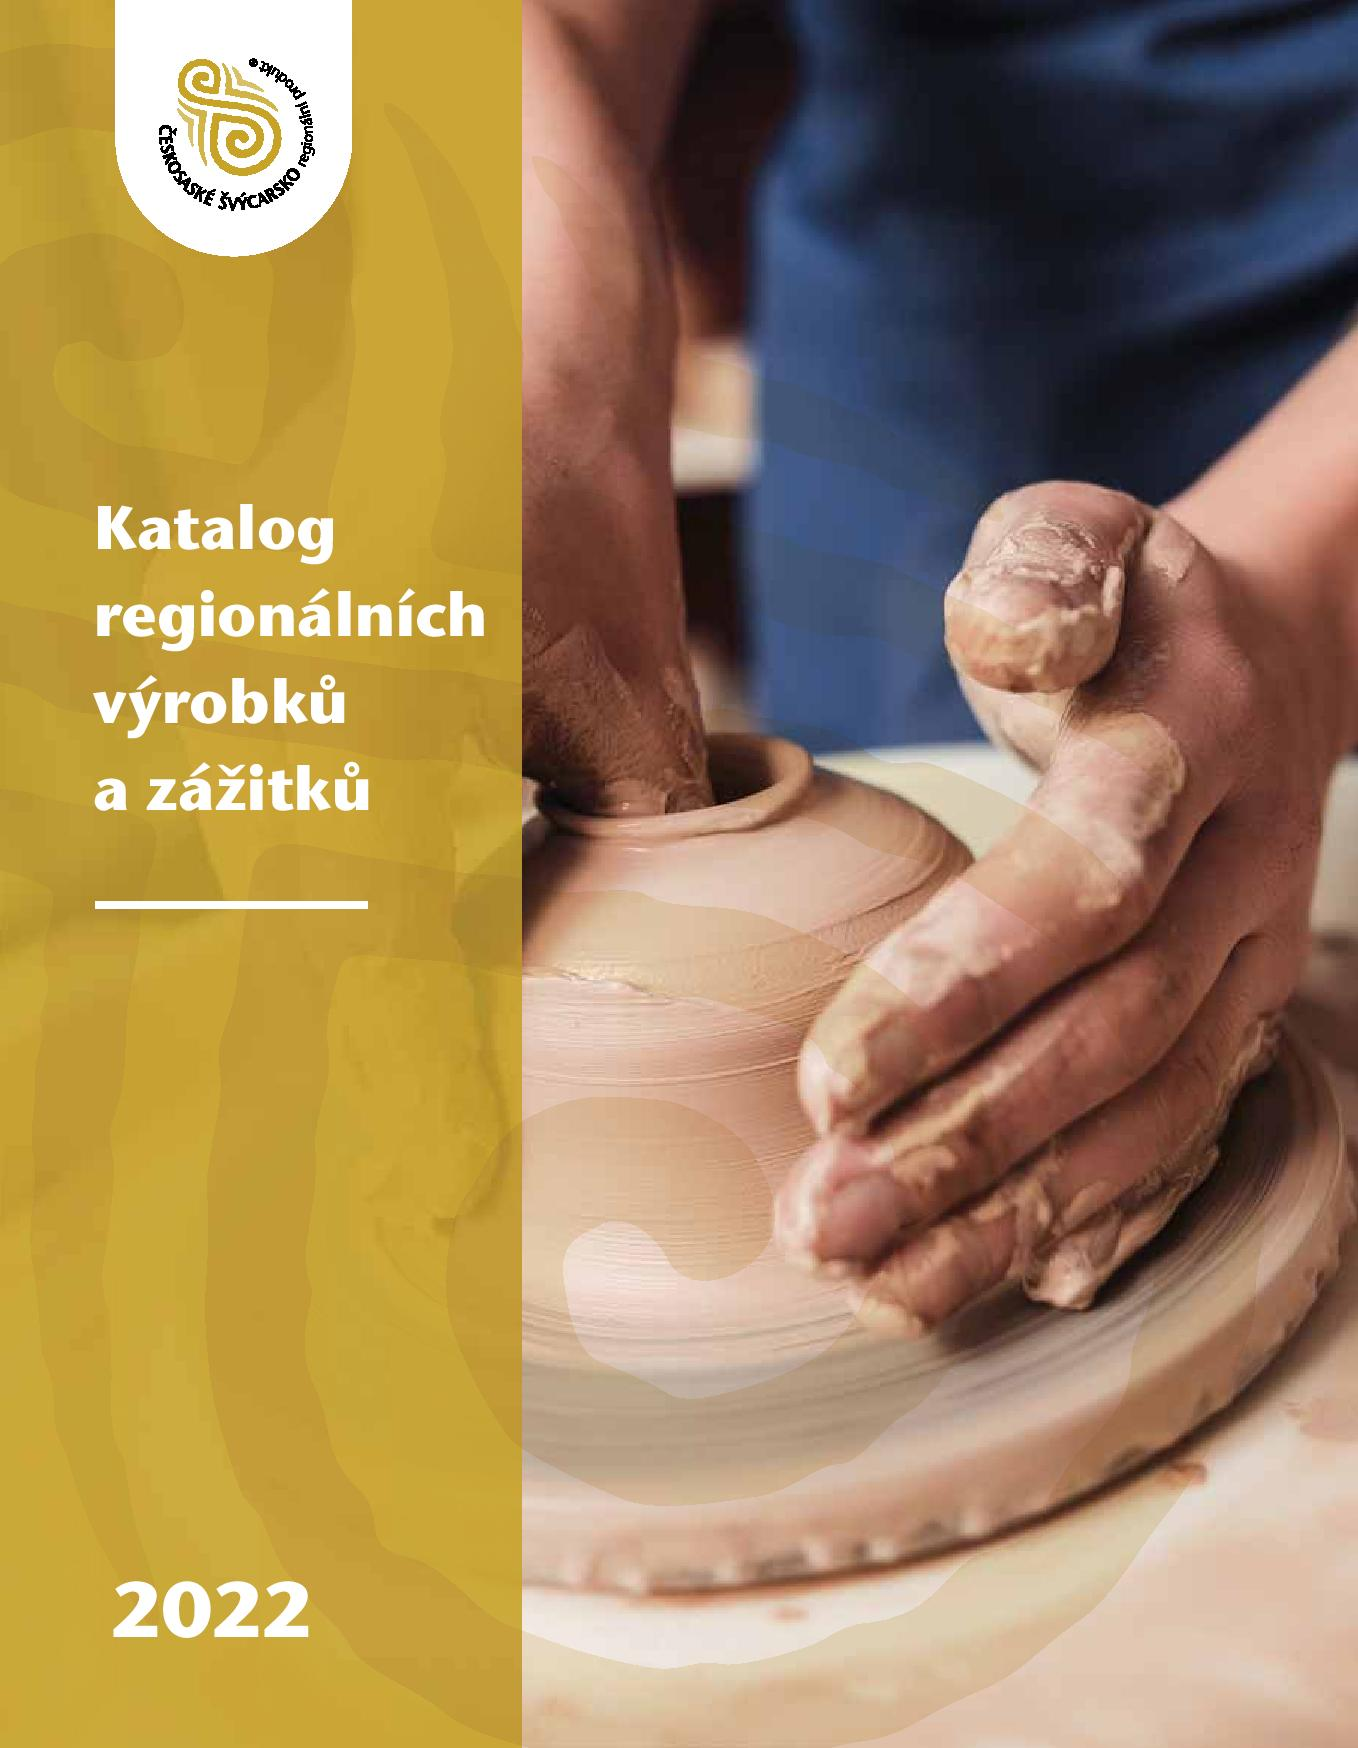 ČESKOSASKÉ ŠVÝCARSKO regionální produkt ®
Katalog
regionálních
výrobků
a zážitků
2022